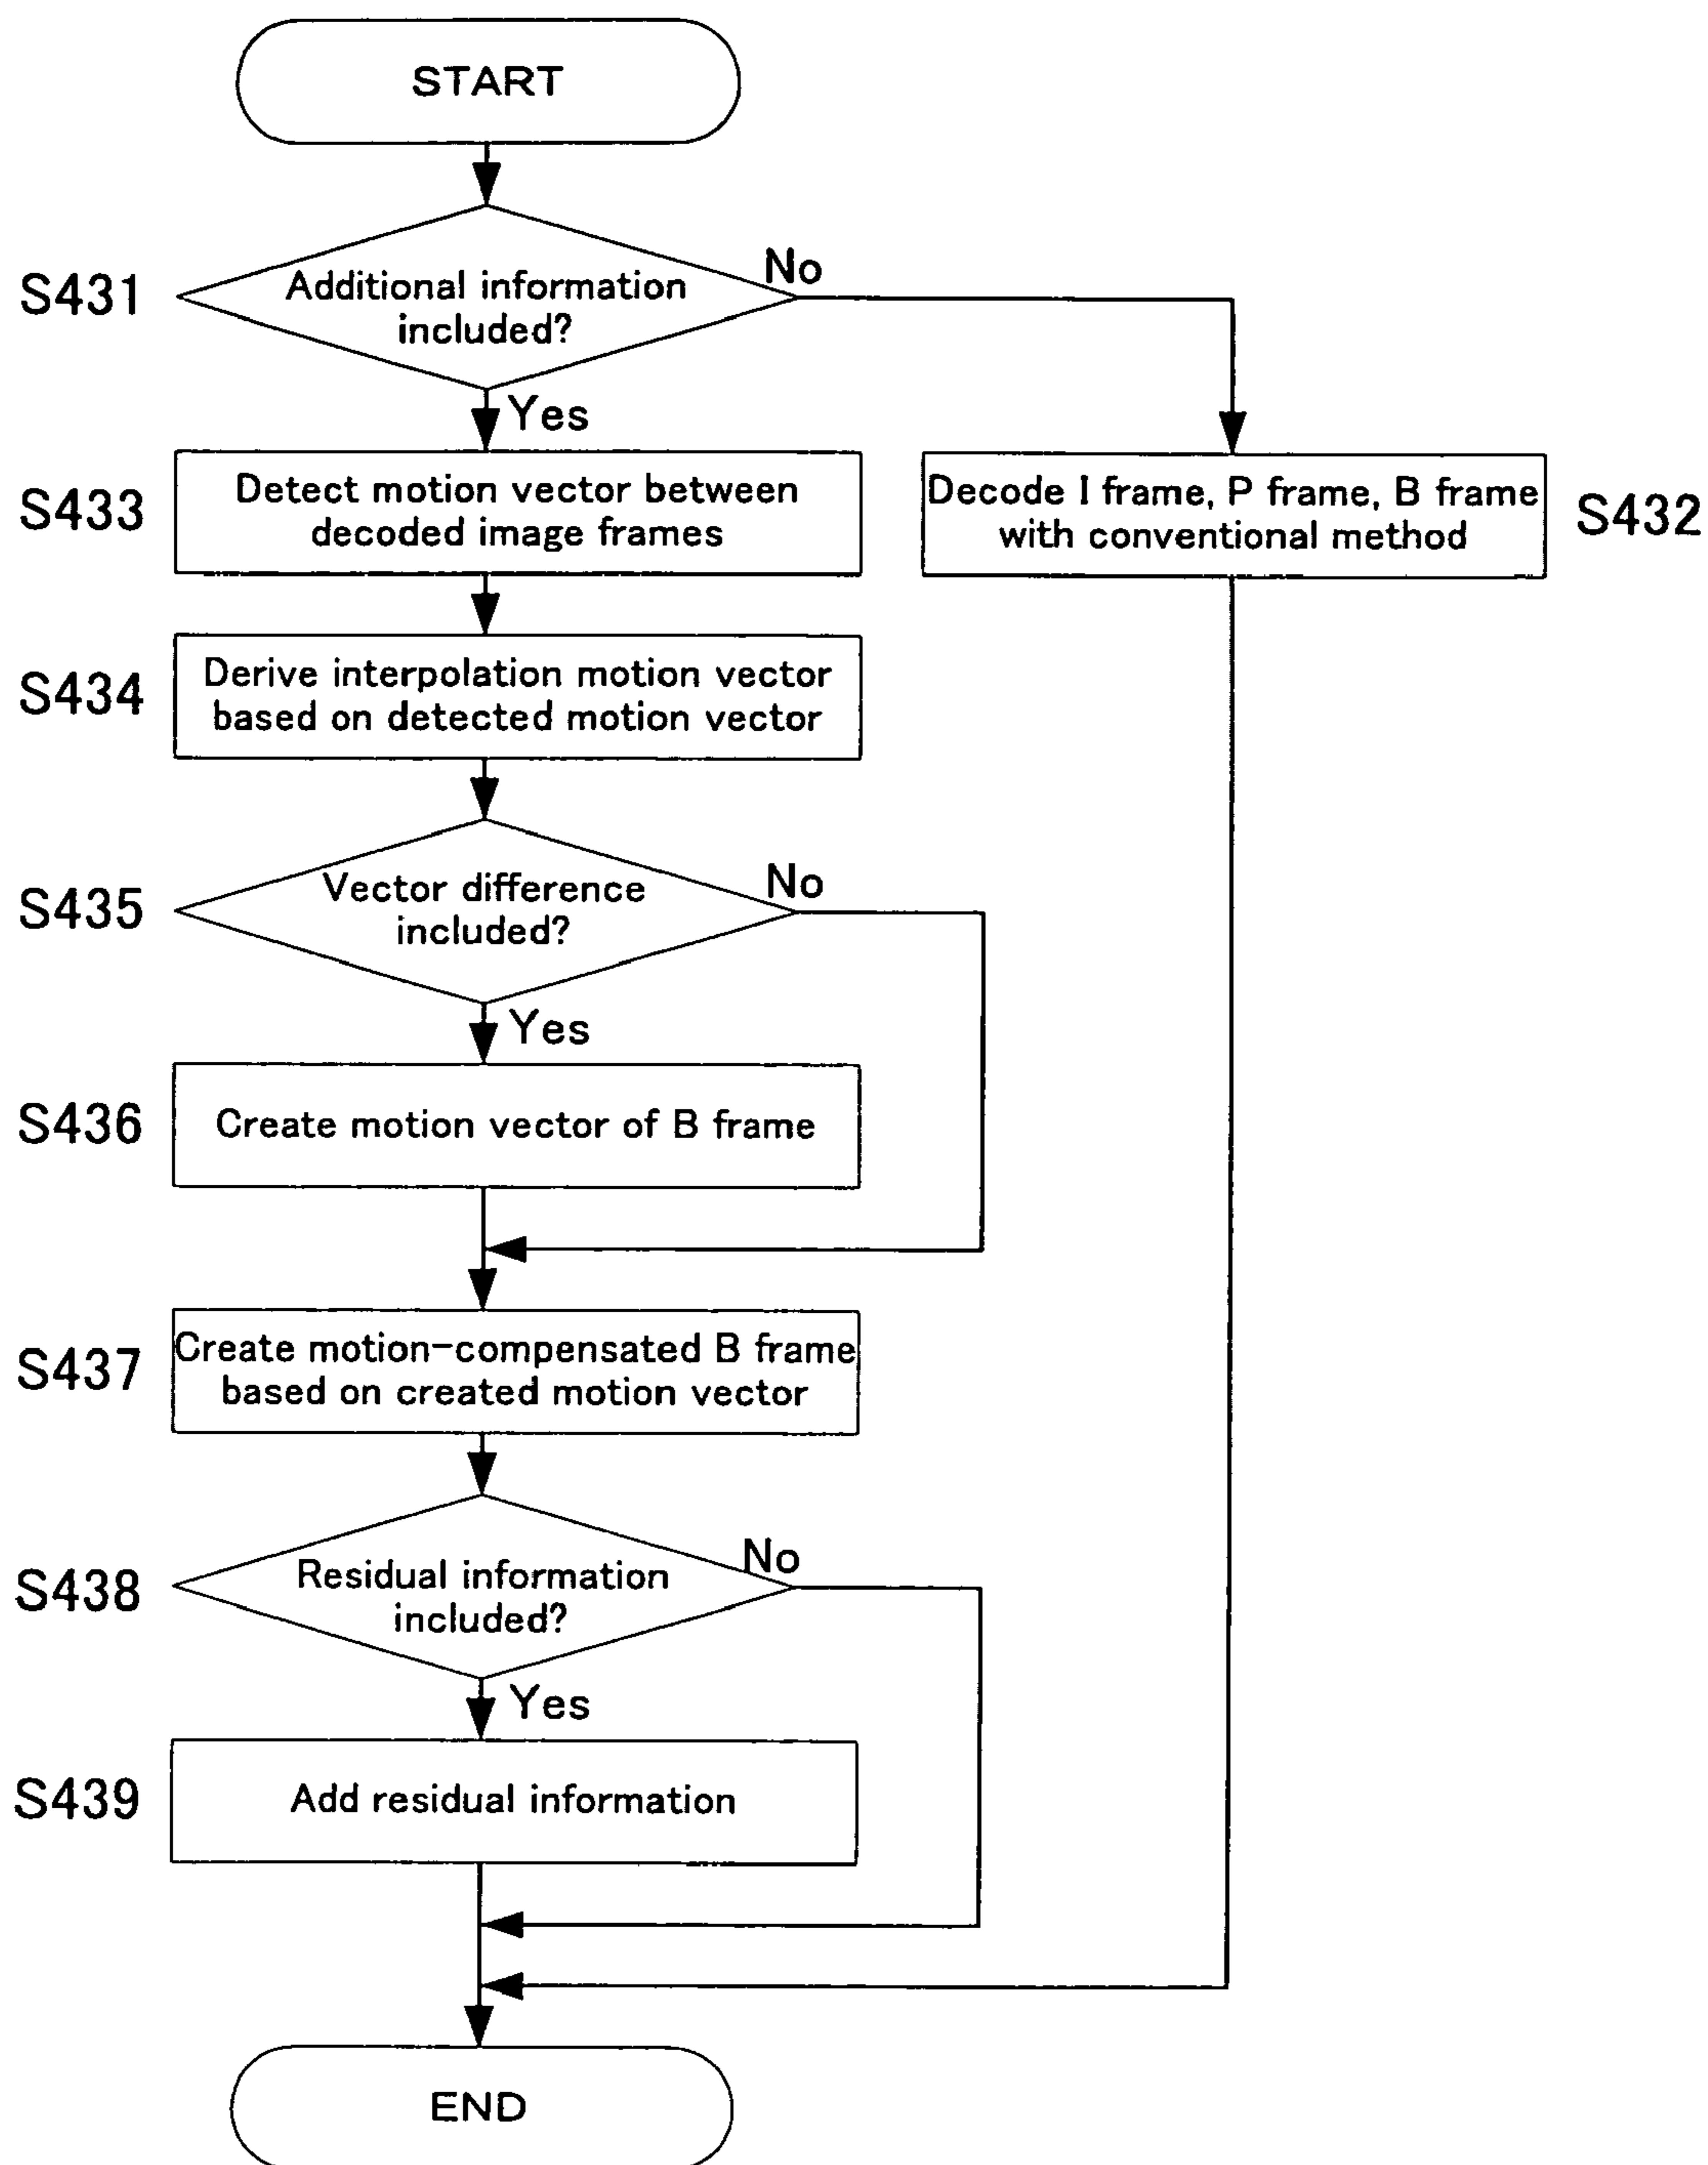 START
S431
Additional information
included?
No
Yes
S433
Detect motion vector between
decoded image frames
Decode I frame, P frame, B frame
with conventional method
S432
S434
Derive interpolation motion vector
based on detected motion vector
S435
Vector difference
included?
No
Yes
S436
Create motion vector of B frame
S437
Create motion-compensated B frame
based on created motion vector
S438
Residual information
included?
No
Yes
S439
Add residual information
END